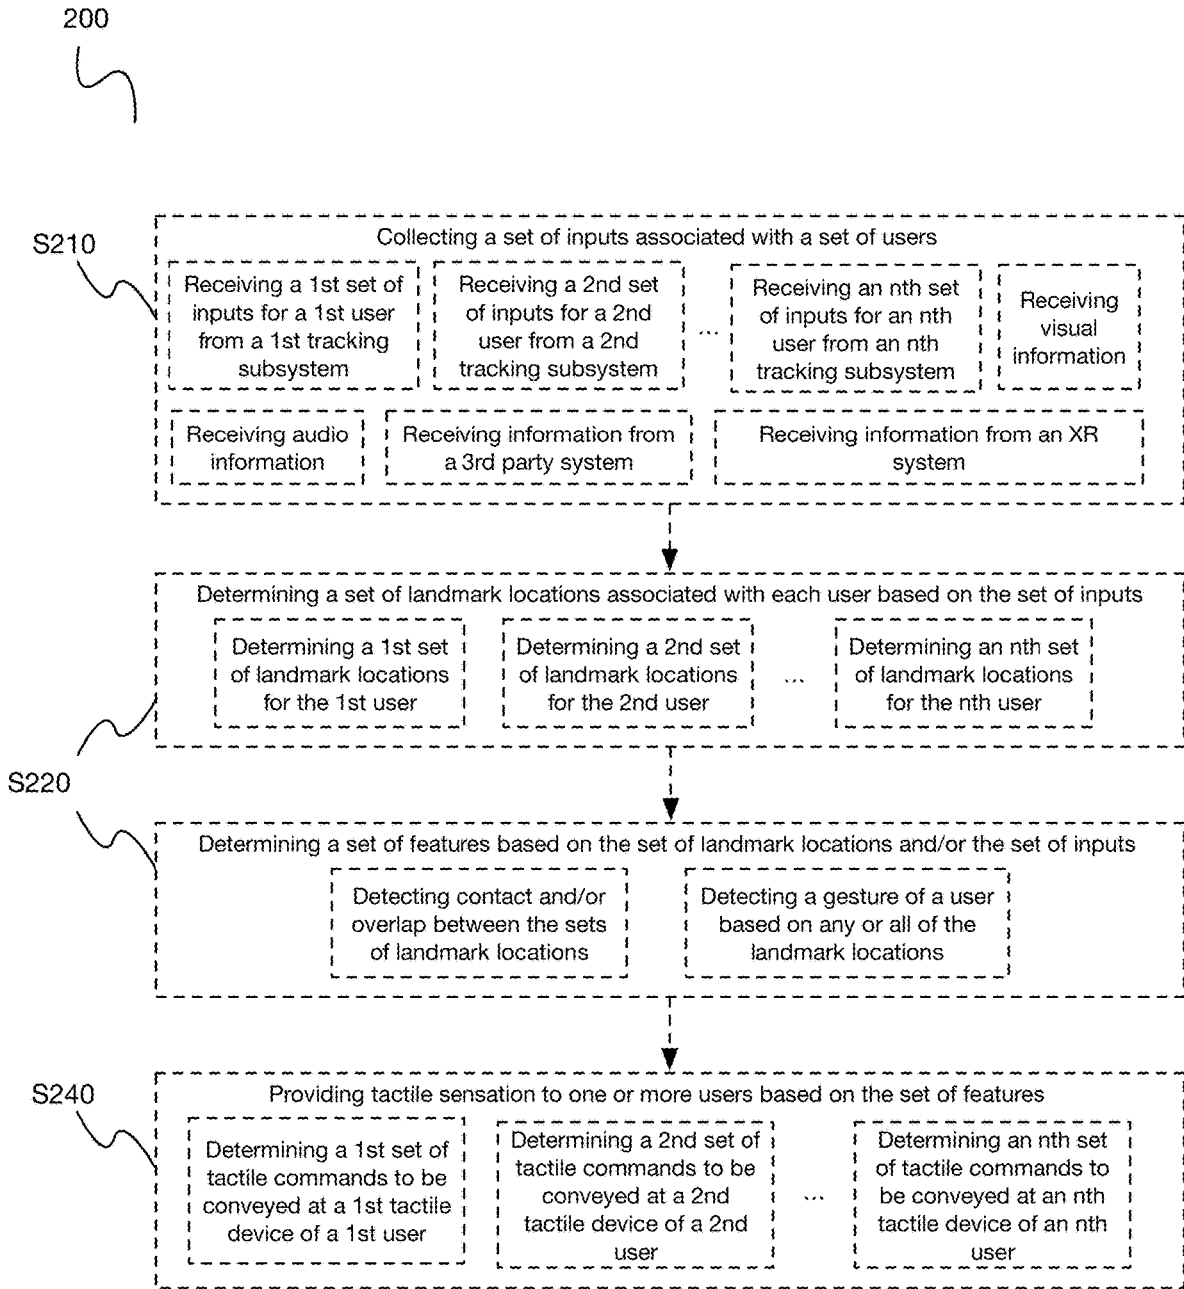 200
S210
Collecting a set of inputs associated with a set of users
Receiving a 1st set of
inputs for a 1st user
from a 1st tracking
subsystem
Receiving a 2nd set
of inputs for a 2nd
user from a 2nd
tracking subsystem
...
Receiving an nth set
of inputs for an nth
user from an nth
tracking subsystem
Receiving
visual
information
Receiving audio
information
Receiving information from
a 3rd party system
Receiving information from an XR
system
Determining a set of landmark locations associated with each user based on the set of inputs
Determining a 1st set
of landmark locations
for the 1st user
Determining a 2nd set
of landmark locations
for the 2nd user
...
Determining an nth set
of landmark locations
for the nth user
S220
Determining a set of features based on the set of landmark locations and/or the set of inputs
Detecting contact and/or
overlap between the sets
of landmark locations
Detecting a gesture of a user
based on any or all of the
landmark locations
S240
Providing tactile sensation to one or more users based on the set of features
Determining a 1st set of
tactile commands to be
conveyed at a 1st tactile
device of a 1st user
Determining a 2nd set of
tactile commands to be
conveyed at a 2nd
tactile device of a 2nd
user
...
Determining an nth set
of tactile commands to
be conveyed at an nth
tactile device of an nth
user